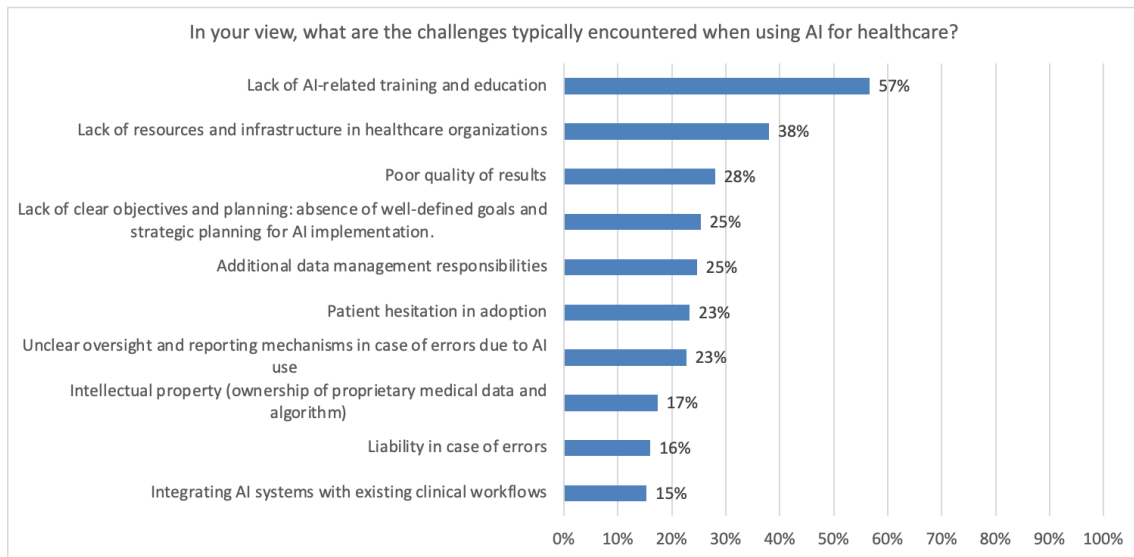 In your view, what are the challenges typically encountered when using AI for healthcare?
Lack of AI-related training and education
57%
Lack of resources and infrastructure in healthcare organizations
38%
Poor quality of results
28%
Lack of clear objectives and planning: absence of well-defined goals and
strategic planning for AI implementation.
25%
Additional data management responsibilities
25%
Patient hesitation in adoption
23%
Unclear oversight and reporting mechanisms in case of errors due to AI
use
23%
Intellectual property (ownership of proprietary medical data and
algorithm)
17%
Liability in case of errors
16%
Integrating AI systems with existing clinical workflows
15%
0% 10% 20% 30% 40% 50% 60% 70% 80% 90% 100%